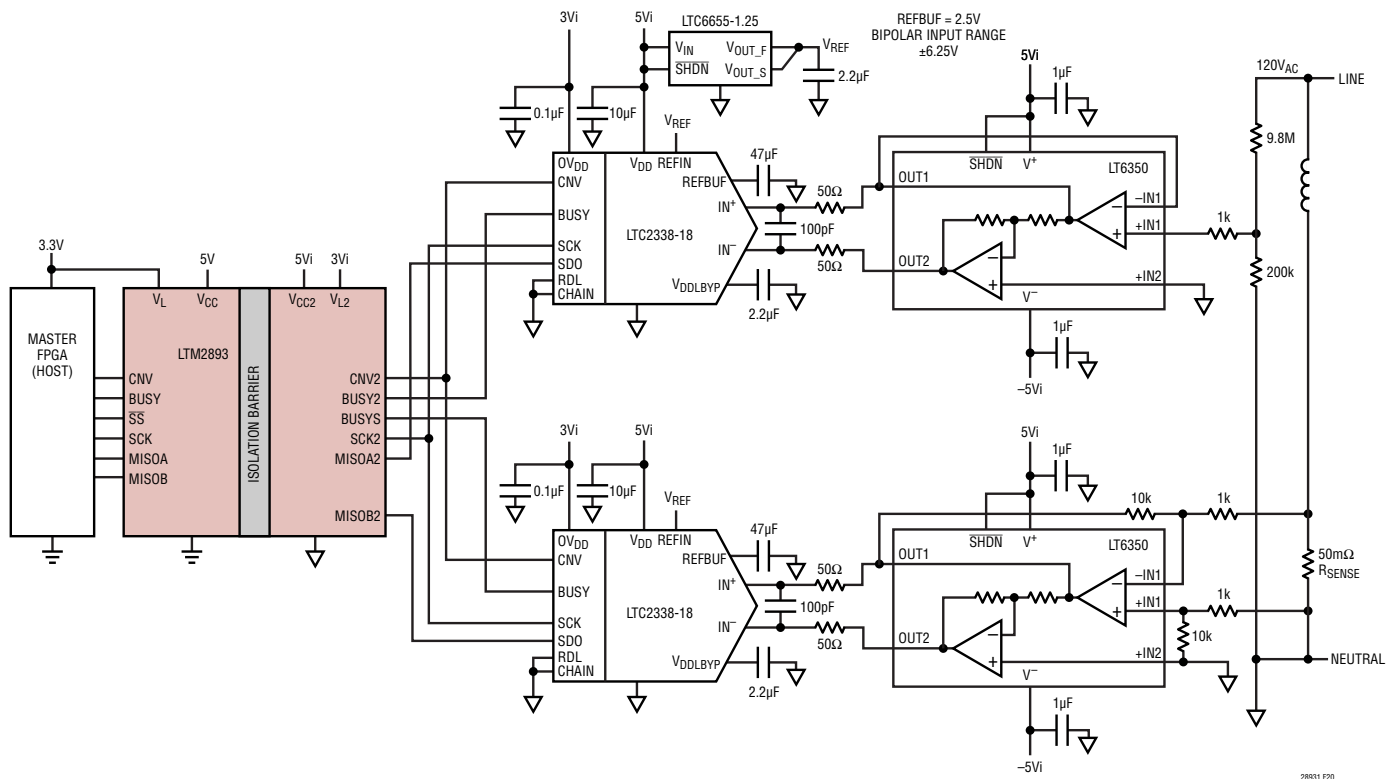 3Vi
5Vi
LTC6655-1.25
VIN
SHDN
VOUT_F
VOUT_S
VREF
2.2µF
REFBUF = 2.5V
BIPOLAR INPUT RANGE
±6.25V
5Vi
1µF
120VAC
LINE
0.1µF
10µF
VREF
9.8M
OVDD
VDD
REFIN
CNV
REFBUF
47µF
BUSY
IN+
50Ω
LTC2338-18
100pF
SCK
IN−
50Ω
SDO
RDL
CHAIN
VDDLBYP
2.2µF
SHDN
V+
LT6350
OUT1
−IN1
+IN1
1k
OUT2
+IN2
200k
V−
1µF
−5Vi
3.3V
5V
5Vi
3Vi
VL
VCC
VCC2
VL2
MASTER
FPGA
(HOST)
LTM2893
ISOLATION BARRIER
CNV
BUSY
SS
SCK
MISOA
MISOB
CNV2
BUSY2
BUSYS
SCK2
MISOA2
MISOB2
3Vi
5Vi
5Vi
1µF
0.1µF
10µF
VREF
10k
1k
OVDD
VDD
REFIN
CNV
REFBUF
47µF
BUSY
IN+
50Ω
LTC2338-18
100pF
SCK
IN−
50Ω
SDO
RDL
CHAIN
VDDLBYP
2.2µF
SHDN
V+
LT6350
OUT1
−IN1
+IN1
1k
50mΩ
RSENSE
OUT2
10k
+IN2
NEUTRAL
V−
1µF
−5Vi
28931 F20